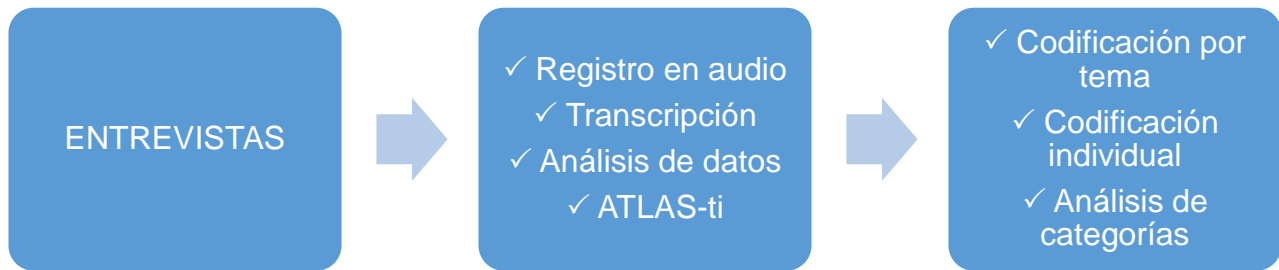 ENTREVISTAS
✓ Registro en audio
✓ Transcripción
✓ Análisis de datos
✓ ATLAS-ti
✓ Codificación por
tema
✓ Codificación
individual
✓ Análisis de
categorías